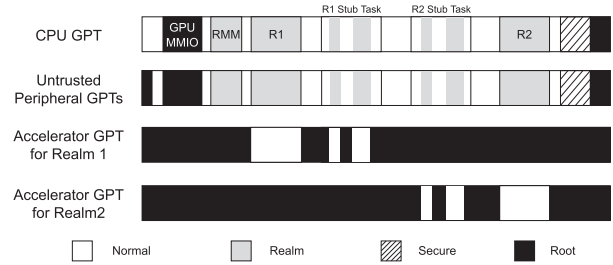 R1 Stub Task R2 Stub Task
CPU GPT
GPU
MMIO
RMM
R1
R2
Untrusted
Peripheral GPTs
Accelerator GPT
for Realm 1
Accelerator GPT
for Realm2
Normal Realm Secure Root